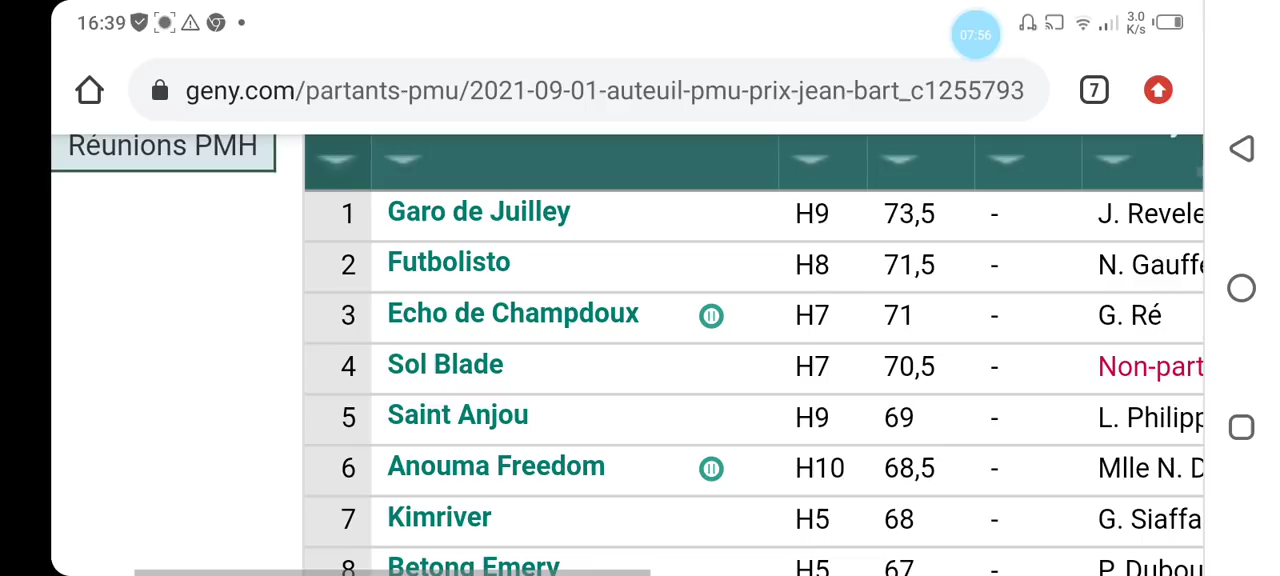 16:39
07:56
3.0
K/s
geny.com/partants-pmu/2021-09-01-auteuil-pmu-prix-jean-bart_c1255793
7
Réunions PMH
1 Garo de Juilley H9 73,5 - J. Revele
2 Futbolisto H8 71,5 - N. Gauffe
3 Echo de Champdoux H7 71 - G. Ré
4 Sol Blade H7 70,5 - Non-part
5 Saint Anjou H9 69 - L. Philipp
6 Anouma Freedom H10 68,5 - Mlle N. D
7 Kimriver H5 68 - G. Siaffa
8 Betong Emery H5 67 - P. Dubou